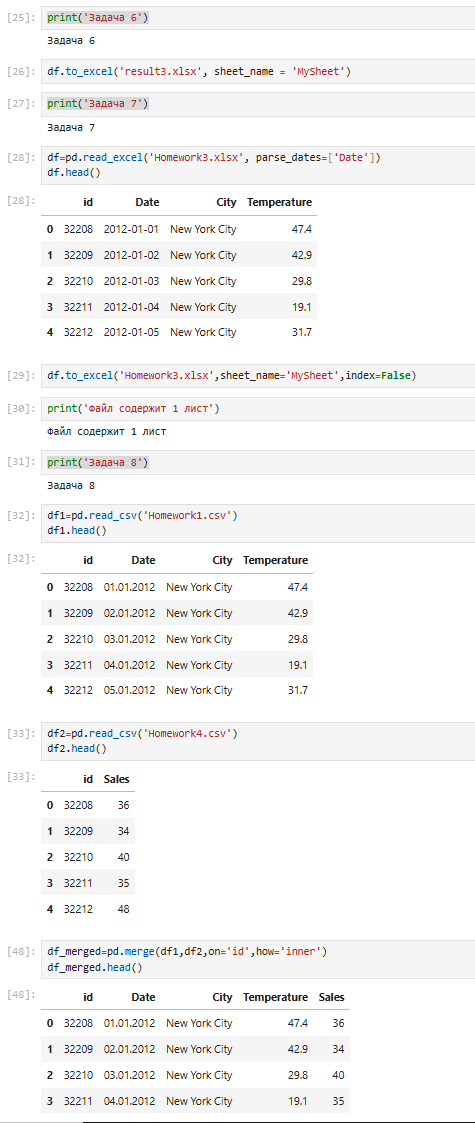 [25]: print('Задача 6')
Задача 6
[26]: df.to_excel('result3.xlsx', sheet_name = 'MySheet')
[27]: print('Задача 7')
Задача 7
[28]: df=pd.read_excel('Homework3.xlsx', parse_dates=['Date'])
df.head()
[28]: id Date City Temperature
0 32208 2012-01-01 New York City 47.4
1 32209 2012-01-02 New York City 42.9
2 32210 2012-01-03 New York City 29.8
3 32211 2012-01-04 New York City 19.1
4 32212 2012-01-05 New York City 31.7
[29]: df.to_excel('Homework3.xlsx',sheet_name='MySheet',index=False)
[30]: print('Файл содержит 1 лист')
Файл содержит 1 лист
[31]: print('Задача 8')
Задача 8
[32]: df1=pd.read_csv('Homework1.csv')
df1.head()
[32]: id Date City Temperature
0 32208 01.01.2012 New York City 47.4
1 32209 02.01.2012 New York City 42.9
2 32210 03.01.2012 New York City 29.8
3 32211 04.01.2012 New York City 19.1
4 32212 05.01.2012 New York City 31.7
[33]: df2=pd.read_csv('Homework4.csv')
df2.head()
[33]: id Sales
0 32208 36
1 32209 34
2 32210 40
3 32211 35
4 32212 48
[48]: df_merged=pd.merge(df1,df2,on='id',how='inner')
df_merged.head()
[48]: id Date City Temperature Sales
0 32208 01.01.2012 New York City 47.4 36
1 32209 02.01.2012 New York City 42.9 34
2 32210 03.01.2012 New York City 29.8 40
3 32211 04.01.2012 New York City 19.1 35